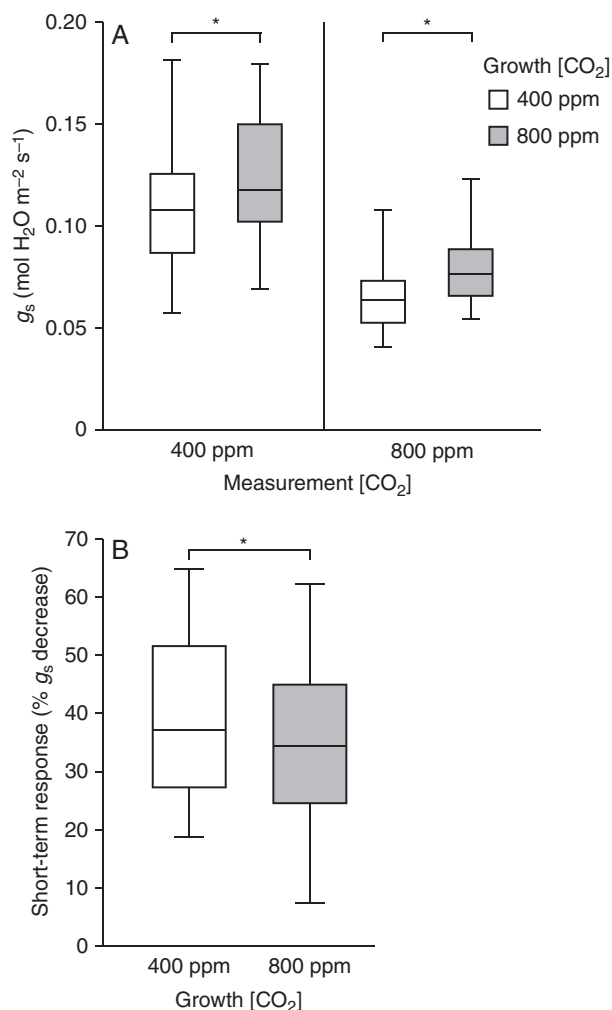 A
*
*
Growth [CO₂]
400 ppm
800 ppm
0.20
0.15
0.10
0.05
0
gₛ (mol H₂O m⁻² s⁻¹)
400 ppm
800 ppm
Measurement [CO₂]
B
*
70
60
50
40
30
20
10
0
Short-term response (% gₛ decrease)
400 ppm
800 ppm
Growth [CO₂]